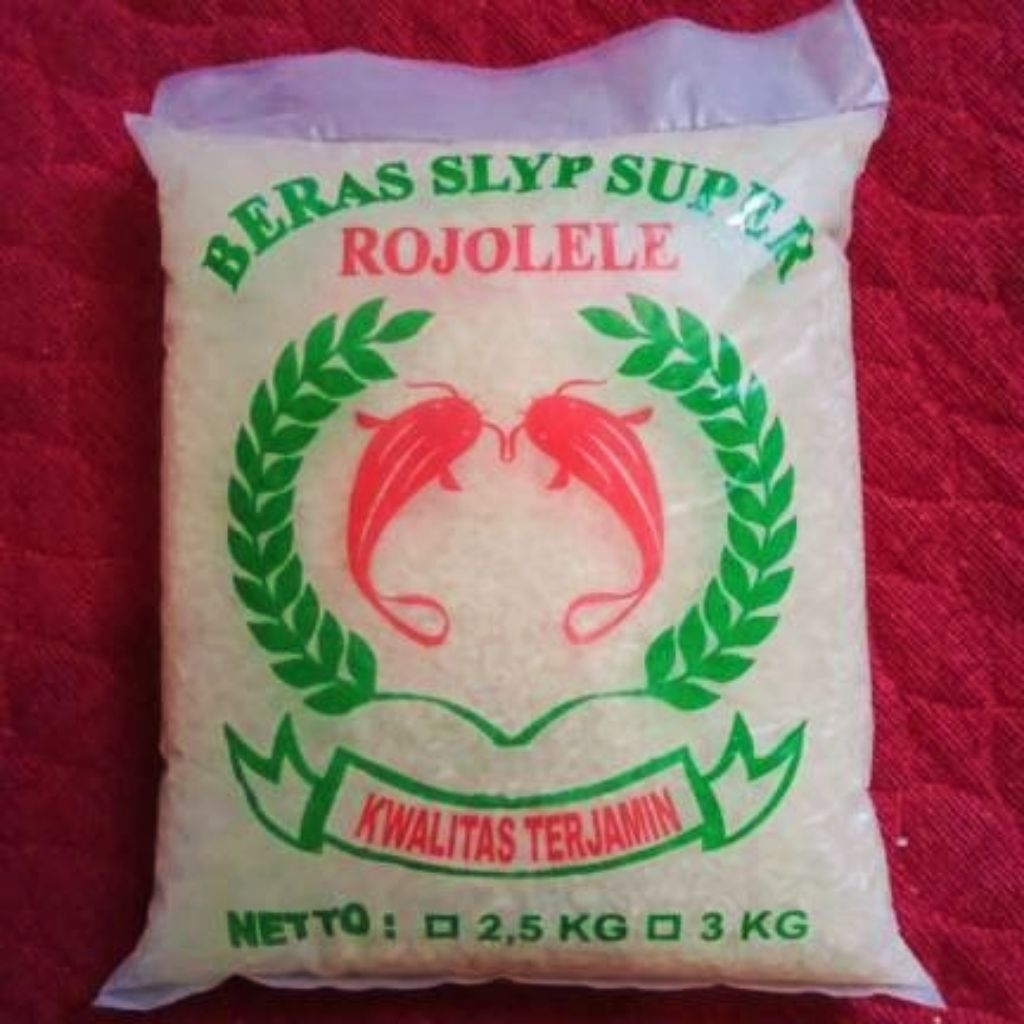 BERAS SLYP SUPER
ROJOLELE
KWALITAS TERJAMIN
NETTO : □ 2,5 KG □ 3 KG